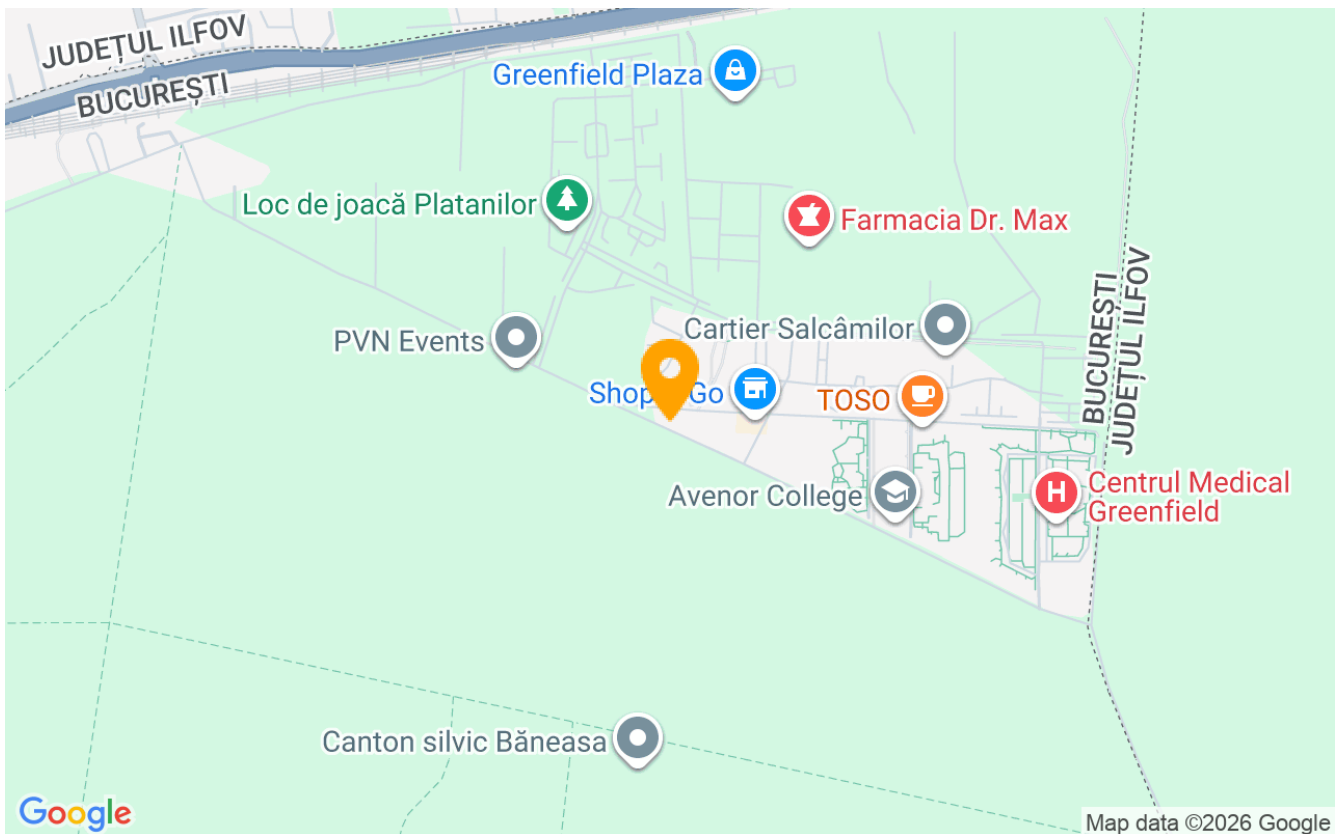 JUDEȚUL ILFOV
BUCUREȘTI
Greenfield Plaza
Loc de joacă Platanilor
Farmacia Dr. Max
BUCUREȘTI
JUDEȚUL ILFOV
Cartier Salcâmilor
PVN Events
Shop Go
TOSO
Avenor College
Centrul Medical
Greenfield
Canton silvic Băneasa
Google
Map data ©2026 Google